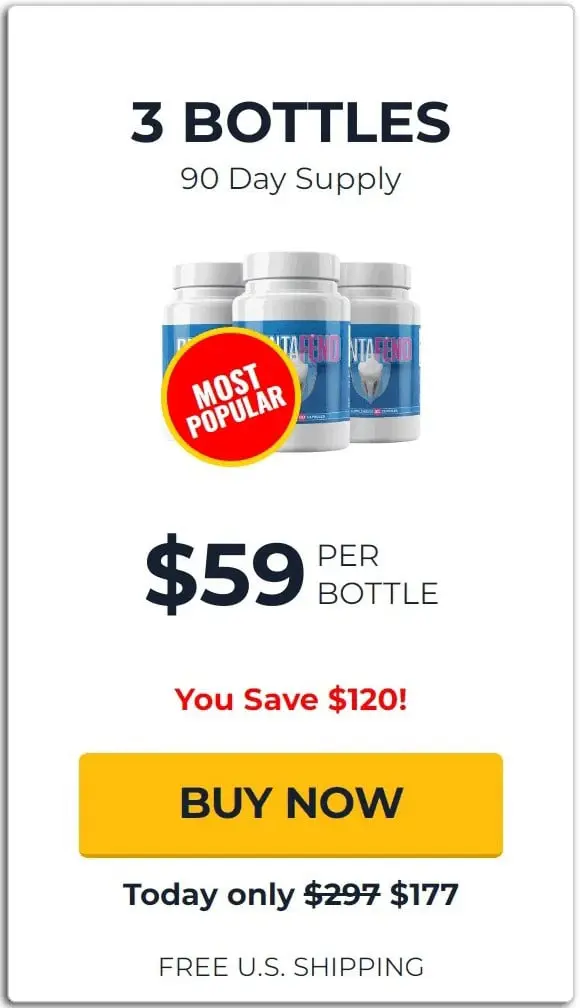 3 BOTTLES
90 Day Supply
MOST
POPULAR
$59 PER
BOTTLE
You Save $120!
BUY NOW
Today only $297 $177
FREE U.S. SHIPPING